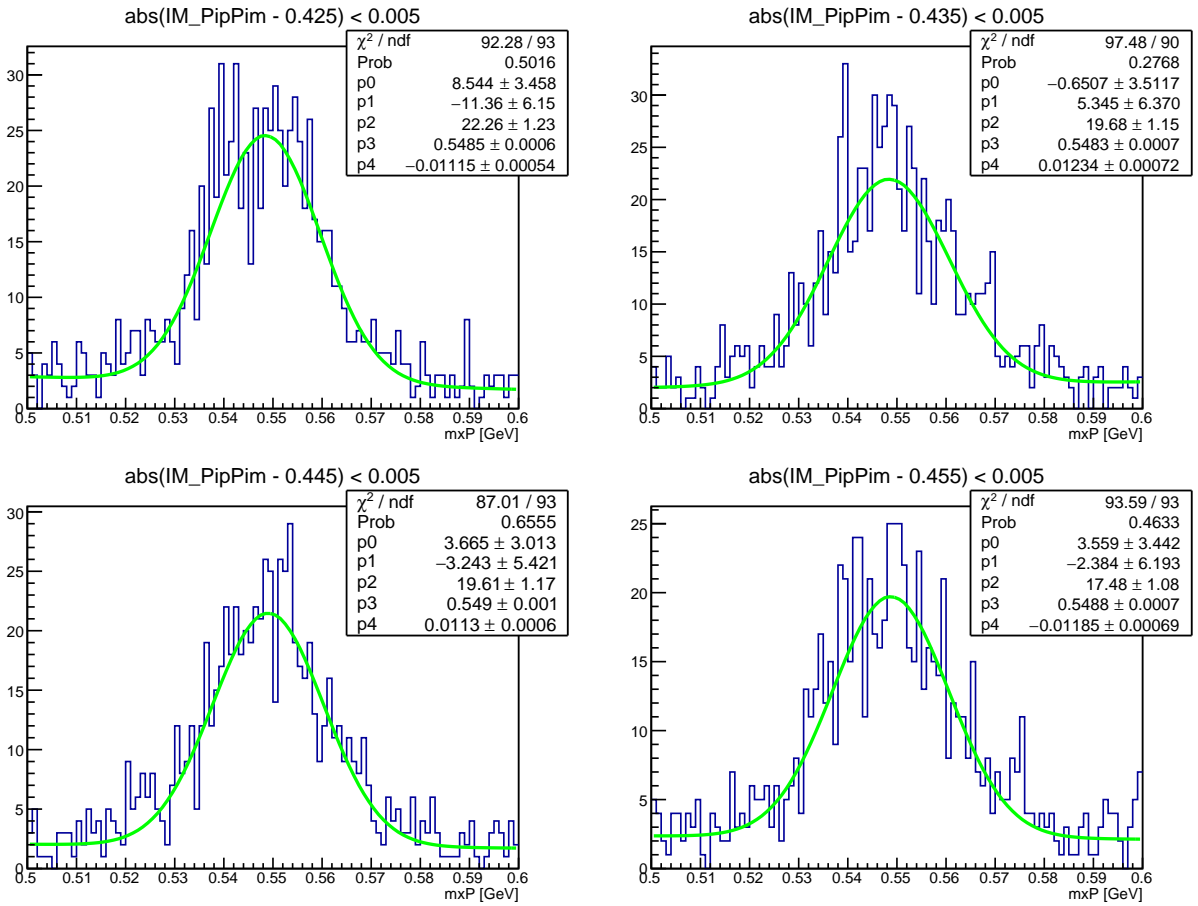 abs(IM_PipPim - 0.425) < 0.005
χ² / ndf 92.28 / 93
Prob 0.5016
p0 8.544 ± 3.458
p1 −11.36 ± 6.15
p2 22.26 ± 1.23
p3 0.5485 ± 0.0006
p4 −0.01115 ± 0.00054
30
25
20
15
10
5
0
0.5 0.51 0.52 0.53 0.54 0.55 0.56 0.57 0.58 0.59 0.6
mxP [GeV]
abs(IM_PipPim - 0.435) < 0.005
χ² / ndf 97.48 / 90
Prob 0.2768
p0 −0.6507 ± 3.5117
p1 5.345 ± 6.370
p2 19.68 ± 1.15
p3 0.5483 ± 0.0007
p4 0.01234 ± 0.00072
30
25
20
15
10
5
0
0.5 0.51 0.52 0.53 0.54 0.55 0.56 0.57 0.58 0.59 0.6
mxP [GeV]
abs(IM_PipPim - 0.445) < 0.005
χ² / ndf 87.01 / 93
Prob 0.6555
p0 3.665 ± 3.013
p1 −3.243 ± 5.421
p2 19.61 ± 1.17
p3 0.549 ± 0.001
p4 0.0113 ± 0.0006
30
25
20
15
10
5
0
0.5 0.51 0.52 0.53 0.54 0.55 0.56 0.57 0.58 0.59 0.6
mxP [GeV]
abs(IM_PipPim - 0.455) < 0.005
χ² / ndf 93.59 / 93
Prob 0.4633
p0 3.559 ± 3.442
p1 −2.384 ± 6.193
p2 17.48 ± 1.08
p3 0.5488 ± 0.0007
p4 −0.01185 ± 0.00069
25
20
15
10
5
0
0.5 0.51 0.52 0.53 0.54 0.55 0.56 0.57 0.58 0.59 0.6
mxP [GeV]